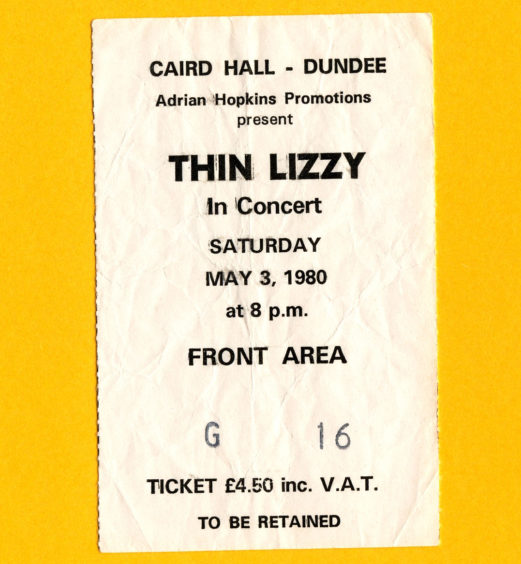 CAIRD HALL - DUNDEE
Adrian Hopkins Promotions
present
THIN LIZZY
In Concert
SATURDAY
MAY 3, 1980
at 8 p.m.
FRONT AREA
G 16
TICKET £4.50 inc. V.A.T.
TO BE RETAINED